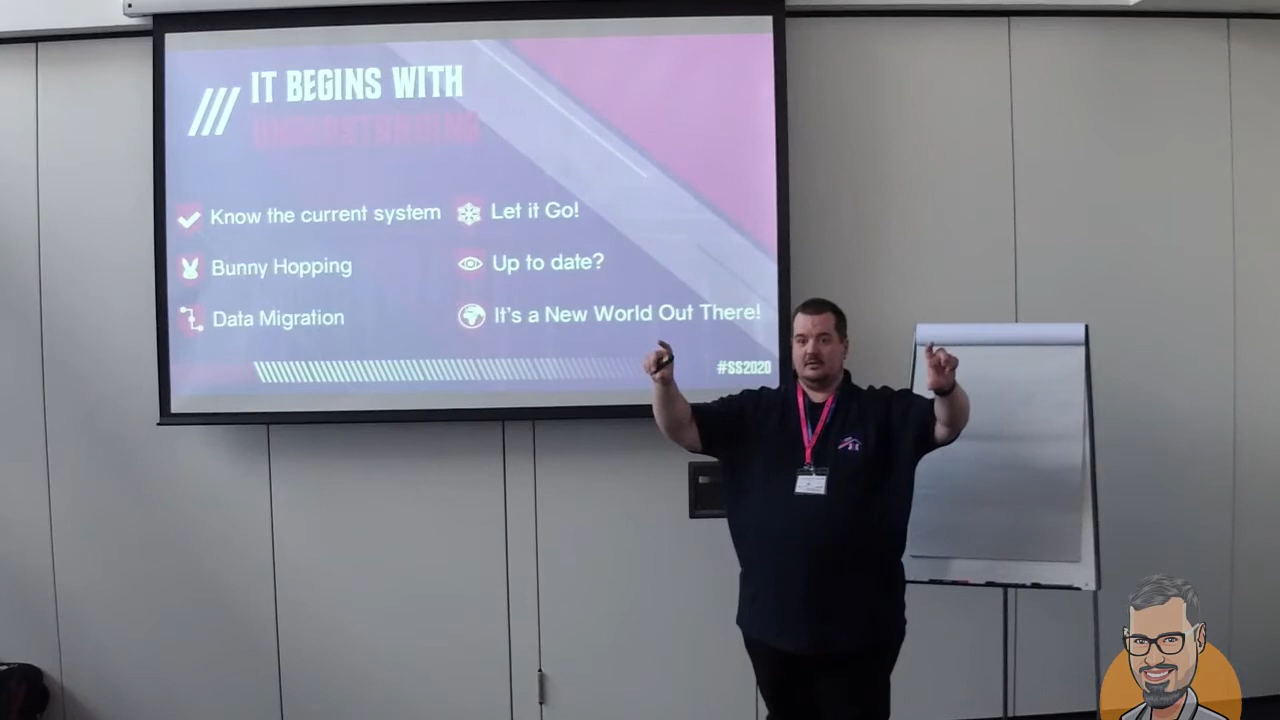 IT BEGINS WITH
UNDERSTANDING
Know the current system
Let it Go!
Bunny Hopping
Up to date?
Data Migration
It's a New World Out There!
#SS2020